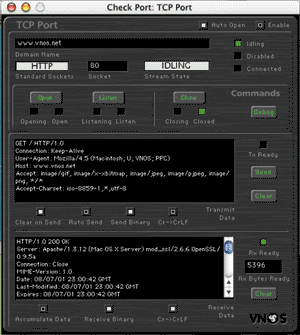 Check Port: TCP Port
TCP Port
Auto Open
Enable
www.vnos.net
Domain Name
Idling
Disabled
Connected
HTTP
80
IDLING
Standard Sockets
Socket
Stream State
Commands
Open
Listen
Close
Debug
Opening Open
Listening Listen
Closing Closed
GET / HTTP/1.0
Connection: Keep-Alive
User-Agent: Mozilla/4.5 (Macintosh; U; VNOS; PPC)
Host: www.vnos.net
Accept: image/gif, image/x-xbitmap, image/jpeg, image/pjpeg, image/
png, */*
Accept-Charset: iso-8859-1,*,utf-8
Tx Ready
Send
Clear
Clear on Send
Auto Send
Send Binary
Cr->CrLF
Transmit
Data
HTTP/1.0 200 OK
Server: Apache/1.3.12 (Mac OS X Server) mod_ssl/2.6.6 OpenSSL/
0.9.5a
Connection: Close
MIME-Version: 1.0
Date: 08/07/01 23:00:42 GMT
Last-Modified: 08/07/01 23:00:42 GMT
Expires: 08/07/01 23:00:42 GMT
Rx Ready
5396
Rx Bytes Ready
Clear
Accumulate Data
Receive Binary
Cr->CrLF
Receive
Data
VNOS